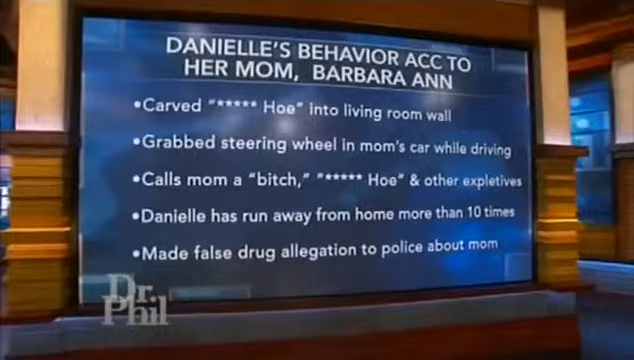 DANIELLE'S BEHAVIOR ACC TO
HER MOM, BARBARA ANN
•Carved "***** Hoe" into living room wall
•Grabbed steering wheel in mom's car while driving
•Calls mom a "bitch," "***** Hoe" & other expletives
•Danielle has run away from home more than 10 times
•Made false drug allegation to police about mom
Dr.
Phil